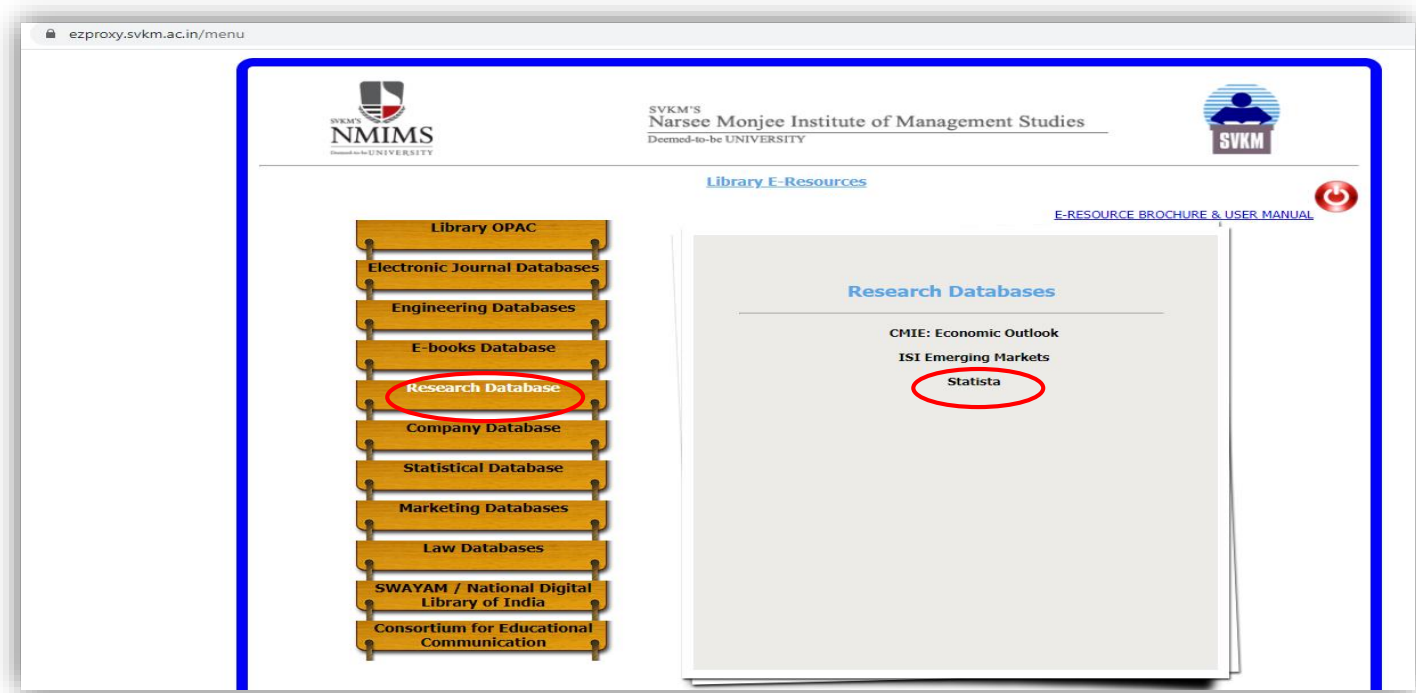 ezproxy.svkm.ac.in/menu
SVKM'S
NMIMS
Deemed-to-be UNIVERSITY
SVKM'S
Narsee Monjee Institute of Management Studies
Deemed-to-be UNIVERSITY
SVKM
Library E-Resources
E-RESOURCE BROCHURE & USER MANUAL
Library OPAC
Electronic Journal Databases
Engineering Databases
E-books Database
Research Database
Company Database
Statistical Database
Marketing Databases
Law Databases
SWAYAM / National Digital
Library of India
Consortium for Educational
Communication
Research Databases
CMIE: Economic Outlook
ISI Emerging Markets
Statista